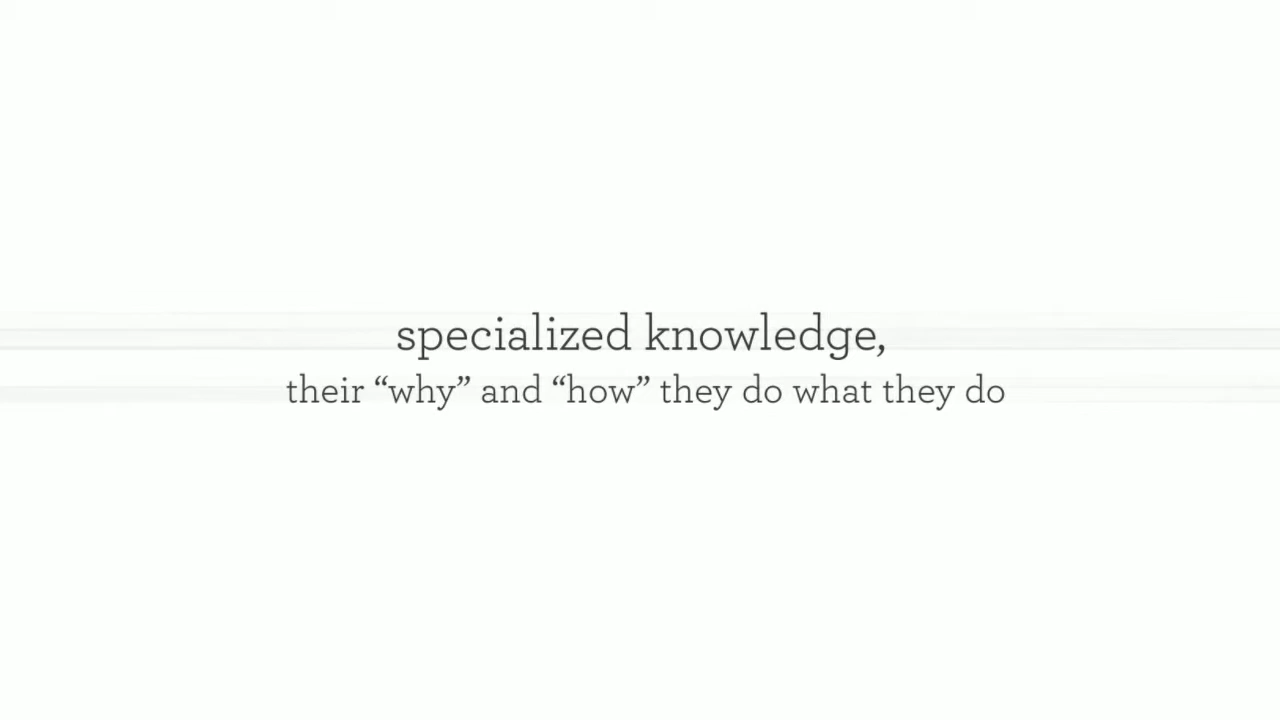 specialized knowledge,
their “why” and “how” they do what they do